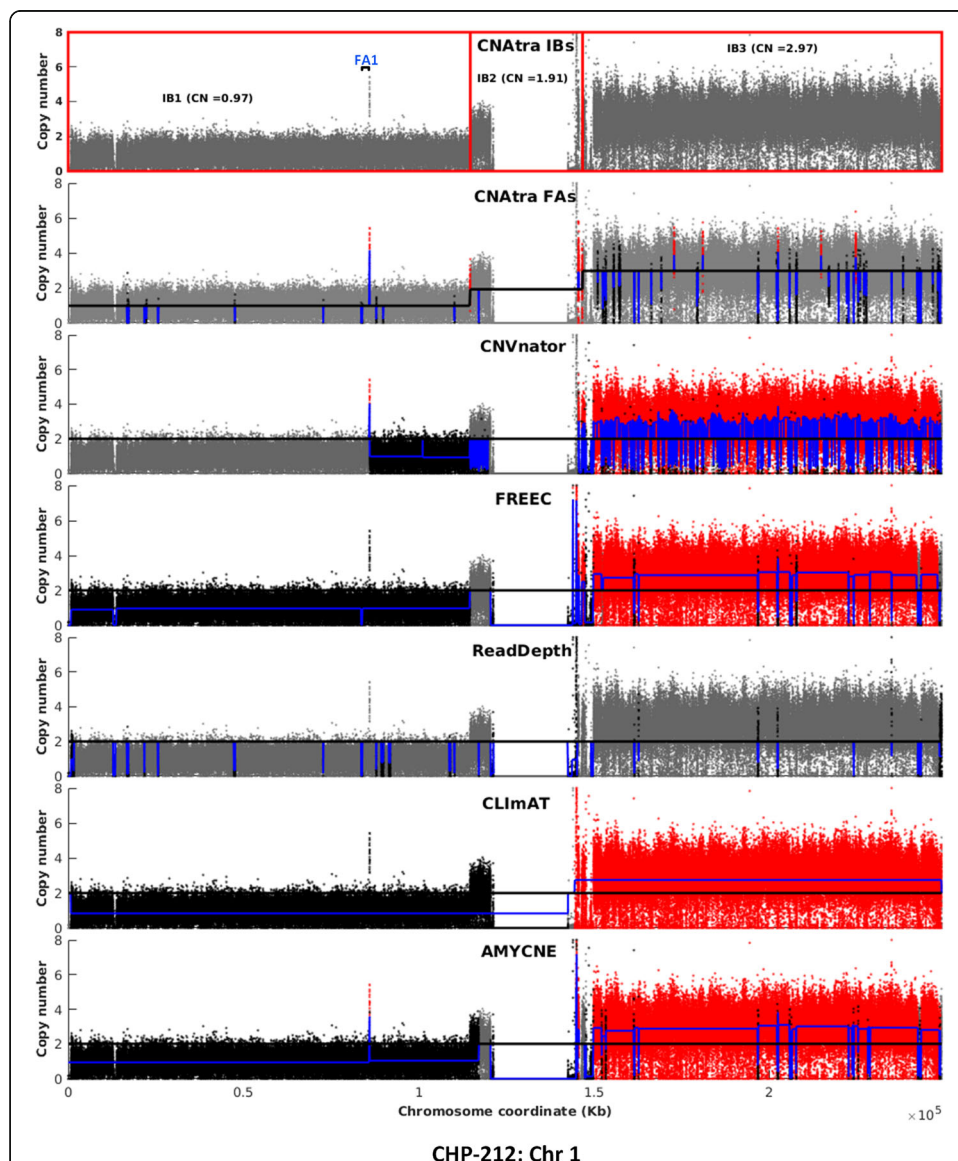 CNAtra IBs
IB3 (CN =2.97)
FA1
IB2 (CN =1.91)
IB1 (CN =0.97)
Copy number
8
6
4
2
0
CNAtra FAs
Copy number
8
6
4
2
0
CNVnator
Copy number
8
6
4
2
0
FREEC
Copy number
8
6
4
2
0
ReadDepth
Copy number
8
6
4
2
0
CLImAT
Copy number
8
6
4
2
0
AMYCNE
Copy number
8
6
4
2
0
0 0.5 1 1.5 2
Chromosome coordinate (Kb)
×10⁵
CHP-212: Chr 1